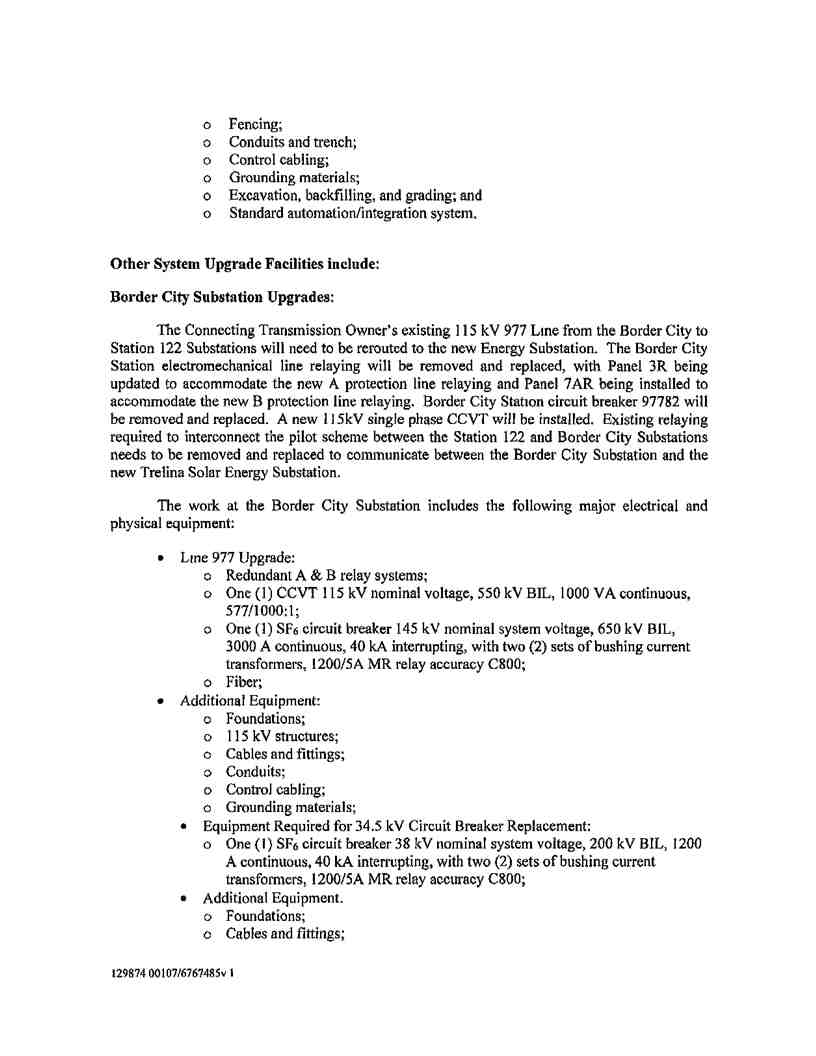 o Fencing;
o Conduits and trench;
o Control cabling;
o Grounding materials;
o Excavation, backfilling, and grading; and
o Standard automation/integration system.
Other System Upgrade Facilities include:
Border City Substation Upgrades:
The Connecting Transmission Owner's existing 115 kV 977 Line from the Border City to
Station 122 Substations will need to be rerouted to the new Energy Substation. The Border City
Station electromechanical line relaying will be removed and replaced, with Panel 3R being
updated to accommodate the new A protection line relaying and Panel 7AR being installed to
accommodate the new B protection line relaying. Border City Station circuit breaker 97782 will
be removed and replaced. A new 115kV single phase CCVT will be installed. Existing relaying
required to interconnect the pilot scheme between the Station 122 and Border City Substations
needs to be removed and replaced to communicate between the Border City Substation and the
new Trelina Solar Energy Substation.
The work at the Border City Substation includes the following major electrical and
physical equipment:
• Line 977 Upgrade:
o Redundant A & B relay systems;
o One (1) CCVT 115 kV nominal voltage, 550 kV BIL, 1000 VA continuous,
577/1000:1;
o One (1) SF6 circuit breaker 145 kV nominal system voltage, 650 kV BIL,
3000 A continuous, 40 kA interrupting, with two (2) sets of bushing current
transformers, 1200/5A MR relay accuracy C800;
o Fiber;
• Additional Equipment:
o Foundations;
o 115 kV structures;
o Cables and fittings;
o Conduits;
o Control cabling;
o Grounding materials;
• Equipment Required for 34.5 kV Circuit Breaker Replacement:
o One (1) SF6 circuit breaker 38 kV nominal system voltage, 200 kV BIL, 1200
A continuous, 40 kA interrupting, with two (2) sets of bushing current
transformers, 1200/5A MR relay accuracy C800;
• Additional Equipment.
o Foundations;
o Cables and fittings;
129874 00107/6767485v 1